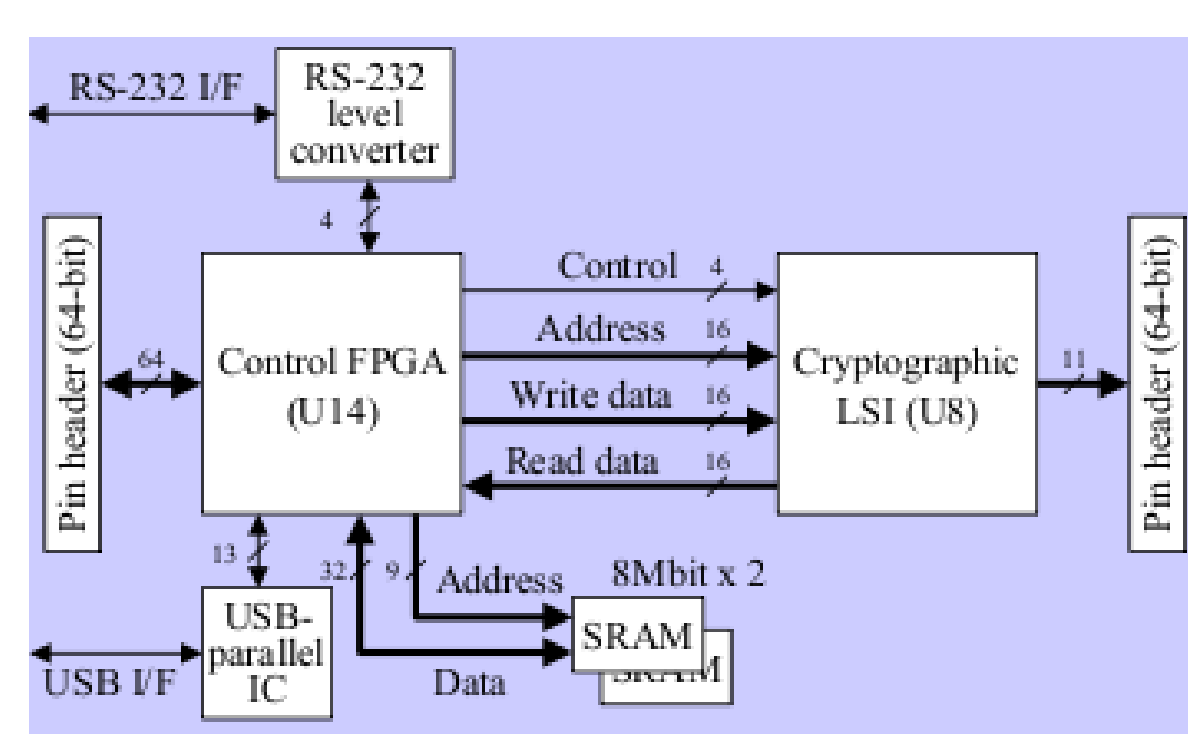 RS-232 I/F
RS-232
level
converter
4
Pin header (64-bit)
64
Control FPGA
(U14)
Control 4
Address 16
Write data 16
Read data 16
Cryptographic
LSI (U8)
11
Pin header (64-bit)
13
32
9
Address
8Mbit x 2
SRAM
SRAM
Data
USB-
parallel
IC
USB I/F